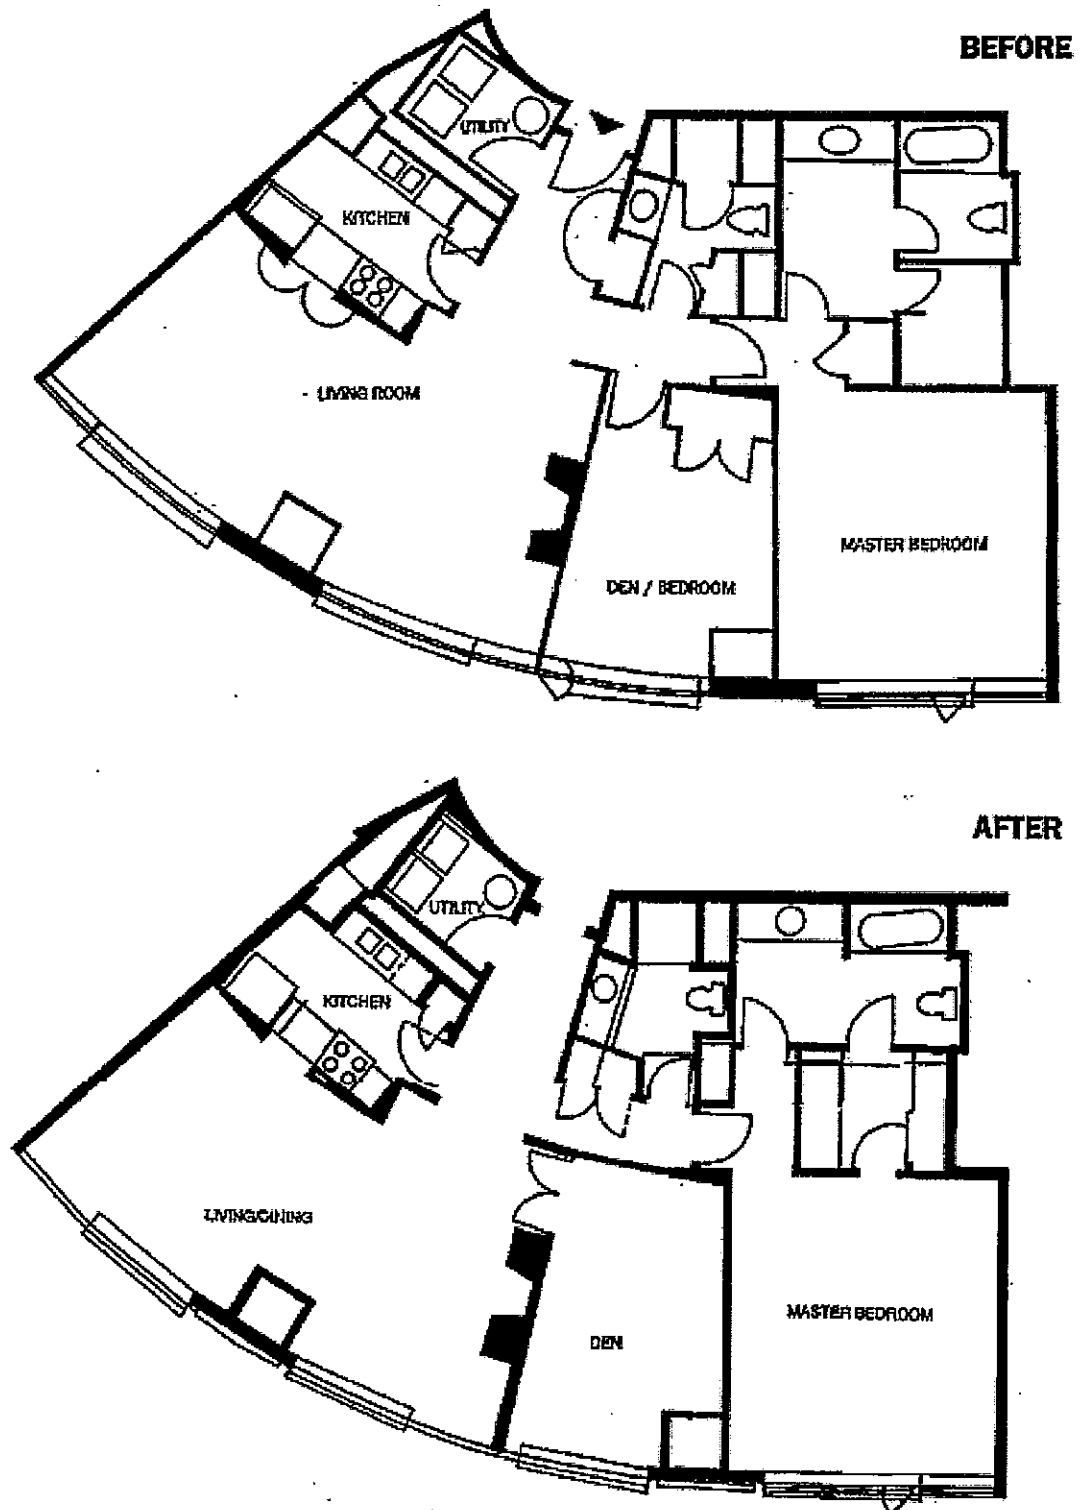 BEFORE
UTILITY
KITCHEN
LIVING ROOM
MASTER BEDROOM
DEN / BEDROOM
AFTER
UTILITY
KITCHEN
LIVING/DINING
MASTER BEDROOM
DEN